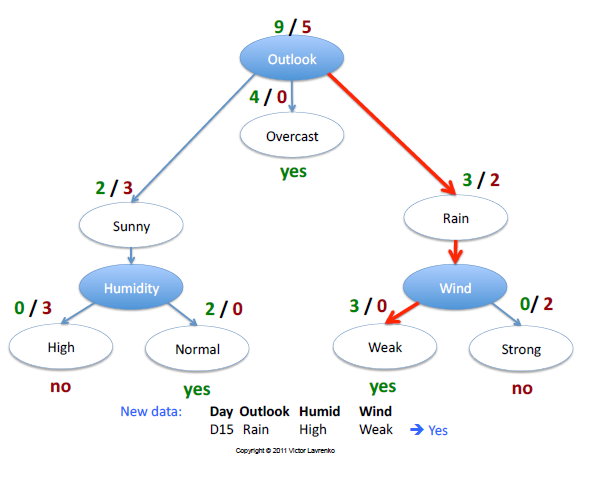 9 / 5
Outlook
4 / 0
Overcast
yes
2 / 3
3 / 2
Sunny
Rain
Humidity
Wind
0 / 3
2 / 0
3 / 0
0/ 2
High
Normal
Weak
Strong
no
yes
yes
no
New data: Day Outlook Humid Wind
D15 Rain High Weak → Yes
Copyright © 2011 Victor Lavrenko